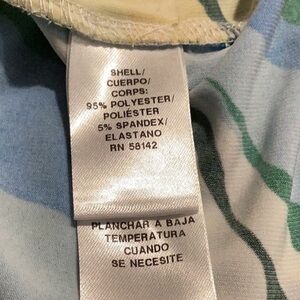 SHELL/
CUERPO/
CORPS:
95% POLYESTER/
POLIÉSTER
5% SPANDEX/
ELASTANO
RN 58142
PLANCHAR A BAJA
TEMPERATURA
CUANDO
SE NECESITE